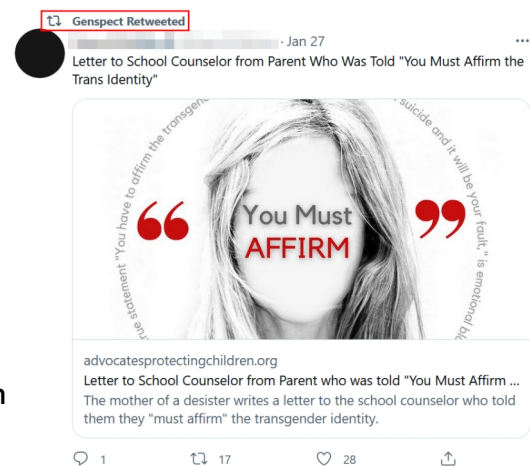 Genspect Retweeted
· Jan 27
Letter to School Counselor from Parent Who Was Told "You Must Affirm the
Trans Identity"
rue statement "You have to affirm the transgen
suicide and it will be your fault," is emotional bl
“ You Must ”
AFFIRM
advocatesprotectingchildren.org
Letter to School Counselor from Parent who was told "You Must Affirm ...
The mother of a desister writes a letter to the school counselor who told
them they "must affirm" the transgender identity.
1 17 28